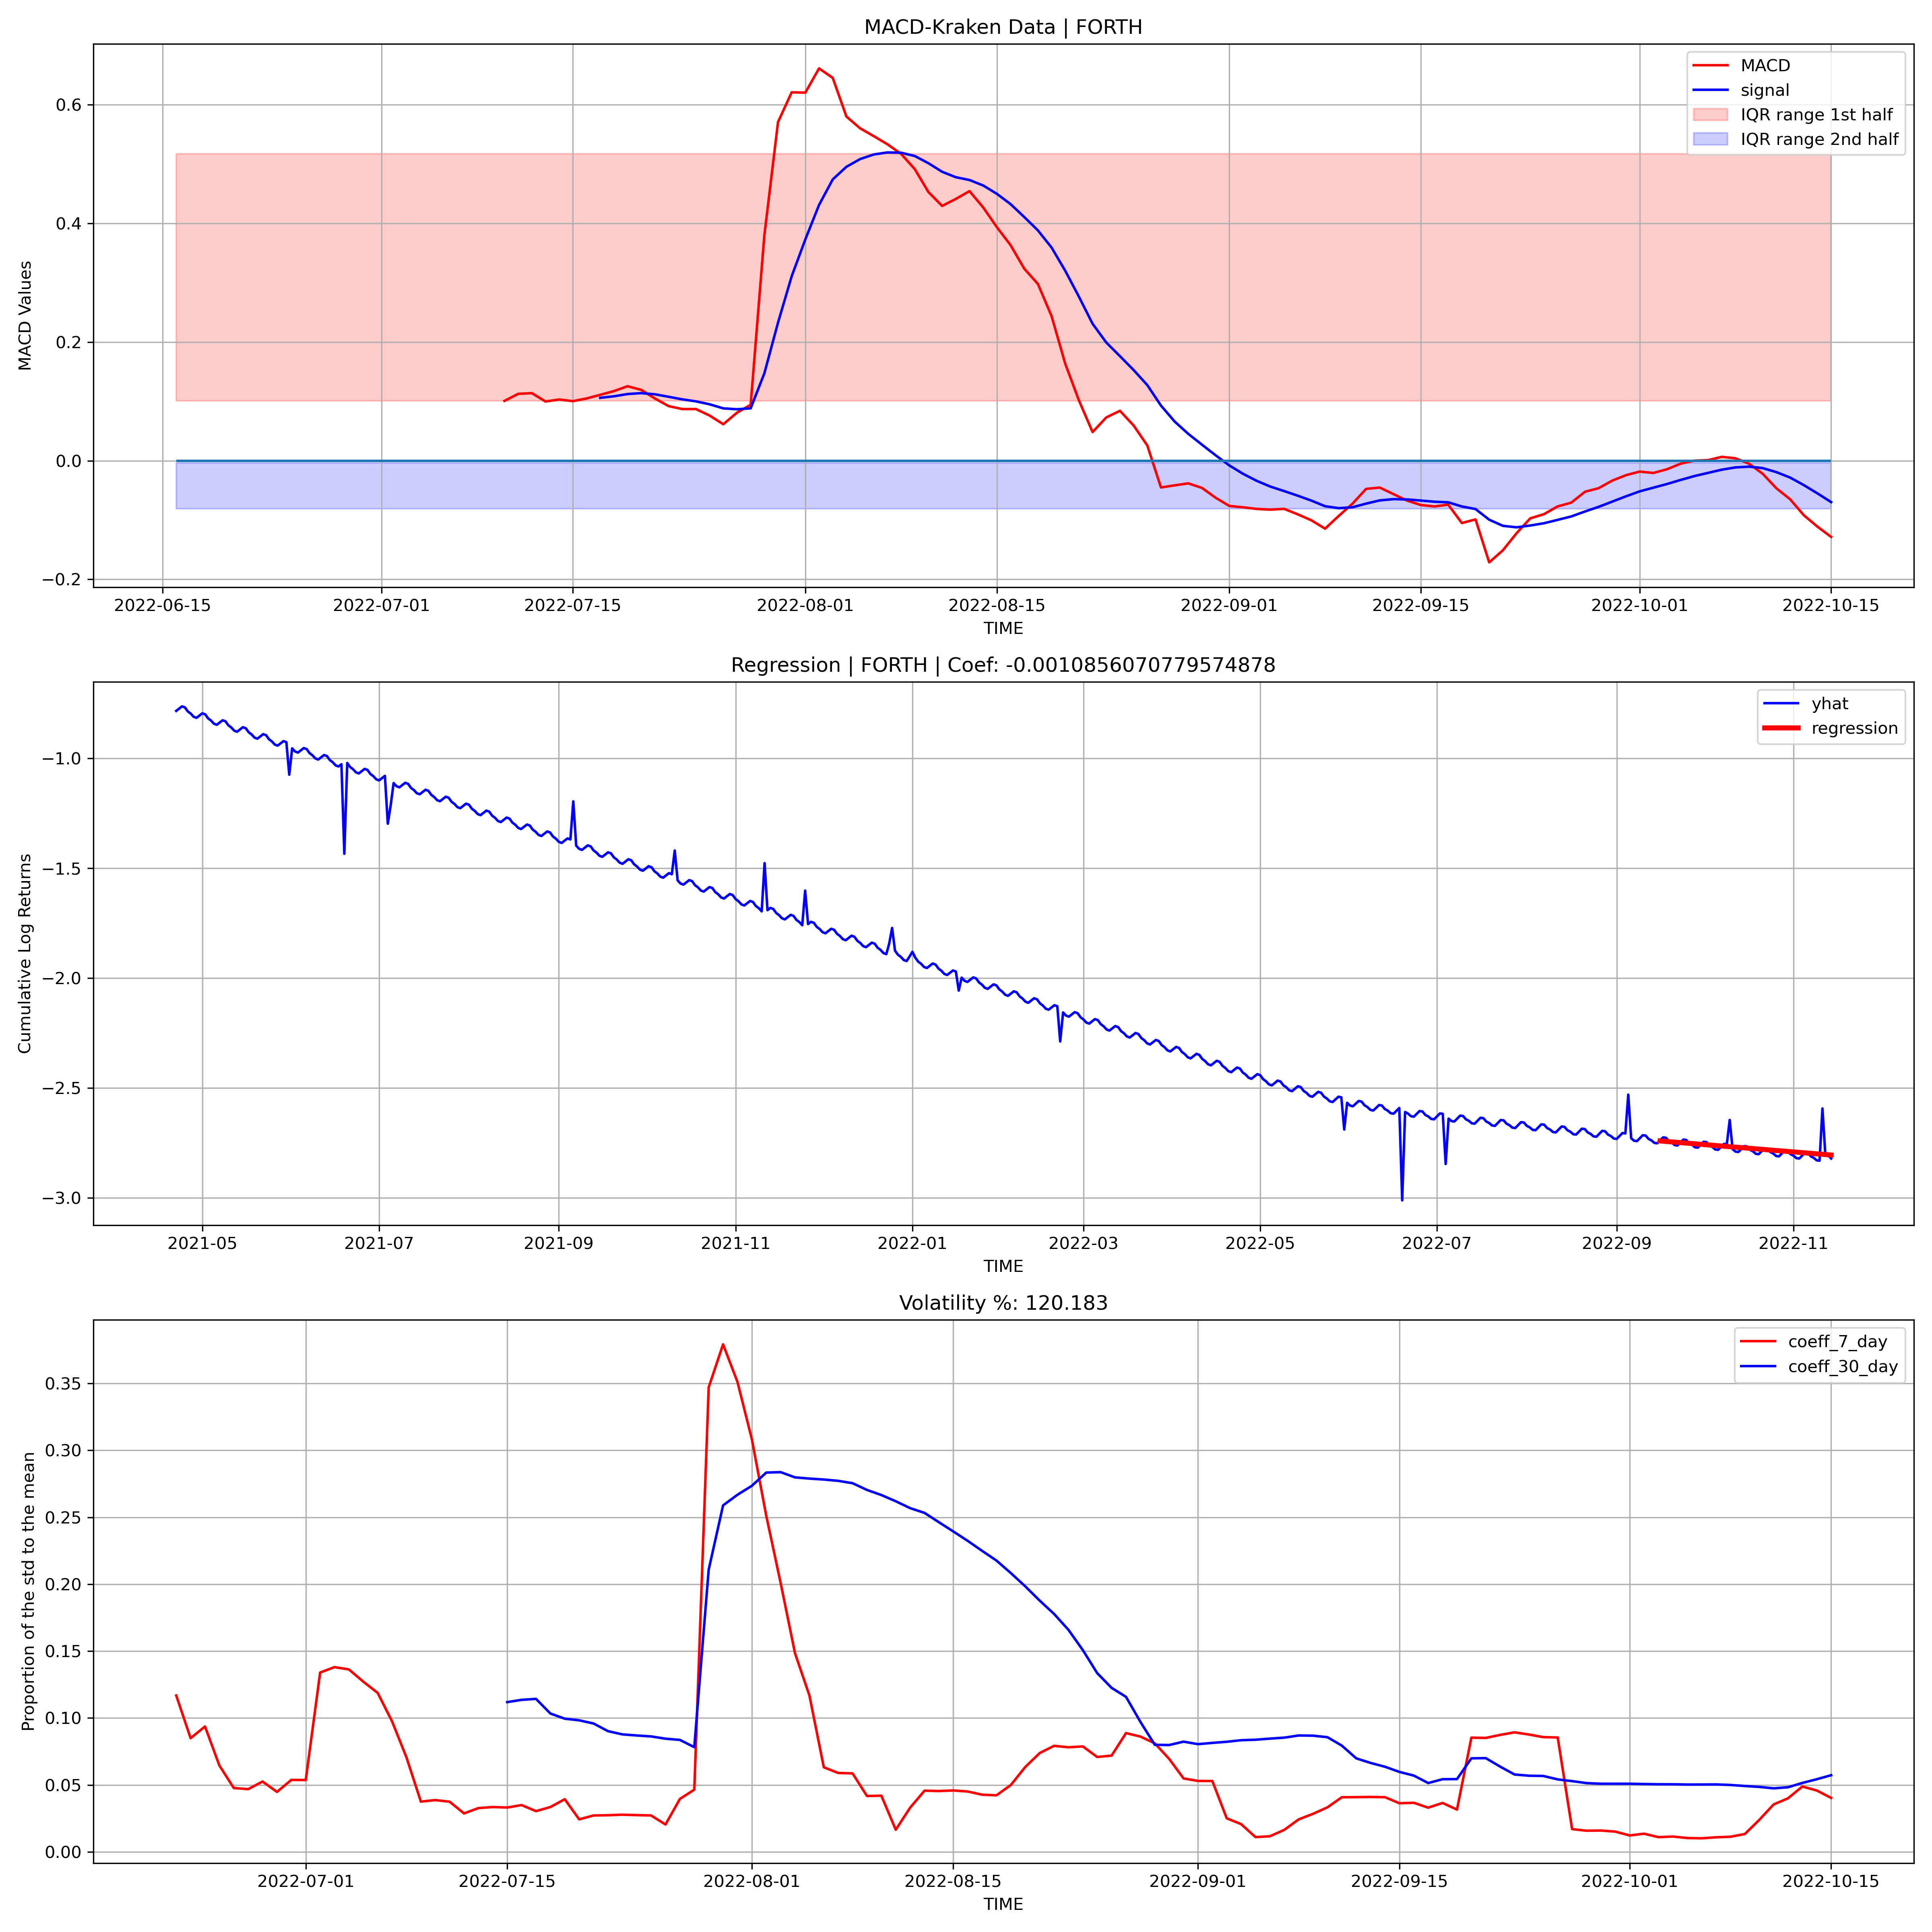 MACD-Kraken Data | FORTH
MACD Values
0.6
0.4
0.2
0.0
−0.2
MACD
signal
IQR range 1st half
IQR range 2nd half
2022-06-15 2022-07-01 2022-07-15 2022-08-01 2022-08-15 2022-09-01 2022-09-15 2022-10-01 2022-10-15
TIME
Regression | FORTH | Coef: -0.0010856070779574878
Cumulative Log Returns
−1.0
−1.5
−2.0
−2.5
−3.0
yhat
regression
2021-05 2021-07 2021-09 2021-11 2022-01 2022-03 2022-05 2022-07 2022-09 2022-11
TIME
Volatility %: 120.183
Proportion of the std to the mean
0.35
0.30
0.25
0.20
0.15
0.10
0.05
0.00
coeff_7_day
coeff_30_day
2022-07-01 2022-07-15 2022-08-01 2022-08-15 2022-09-01 2022-09-15 2022-10-01 2022-10-15
TIME